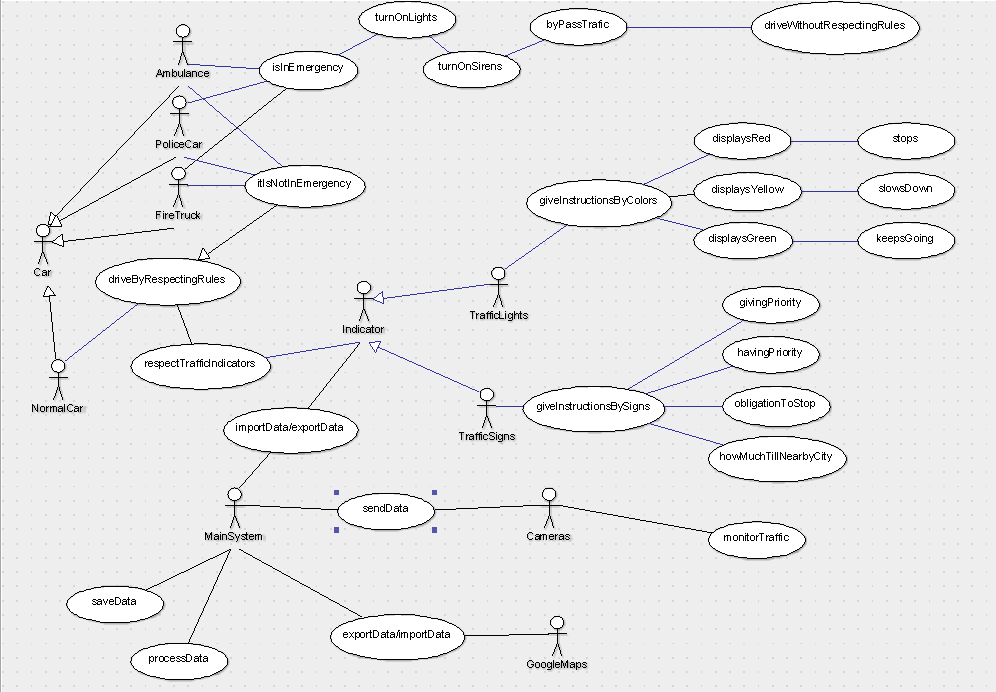 turnOnLights
byPassTrafic
driveWithoutRespectingRules
Ambulance
isInEmergency
turnOnSirens
PoliceCar
displaysRed
stops
FireTruck
itIsNotInEmergency
displaysYellow
slowsDown
giveInstructionsByColors
displaysGreen
keepsGoing
Car
driveByRespectingRules
TrafficLights
givingPriority
Indicator
havingPriority
respectTrafficIndicators
NormalCar
giveInstructionsBySigns
obligationToStop
importData/exportData
TrafficSigns
howMuchTillNearbyCity
sendData
MainSystem
Cameras
monitorTraffic
saveData
exportData/importData
processData
GoogleMaps